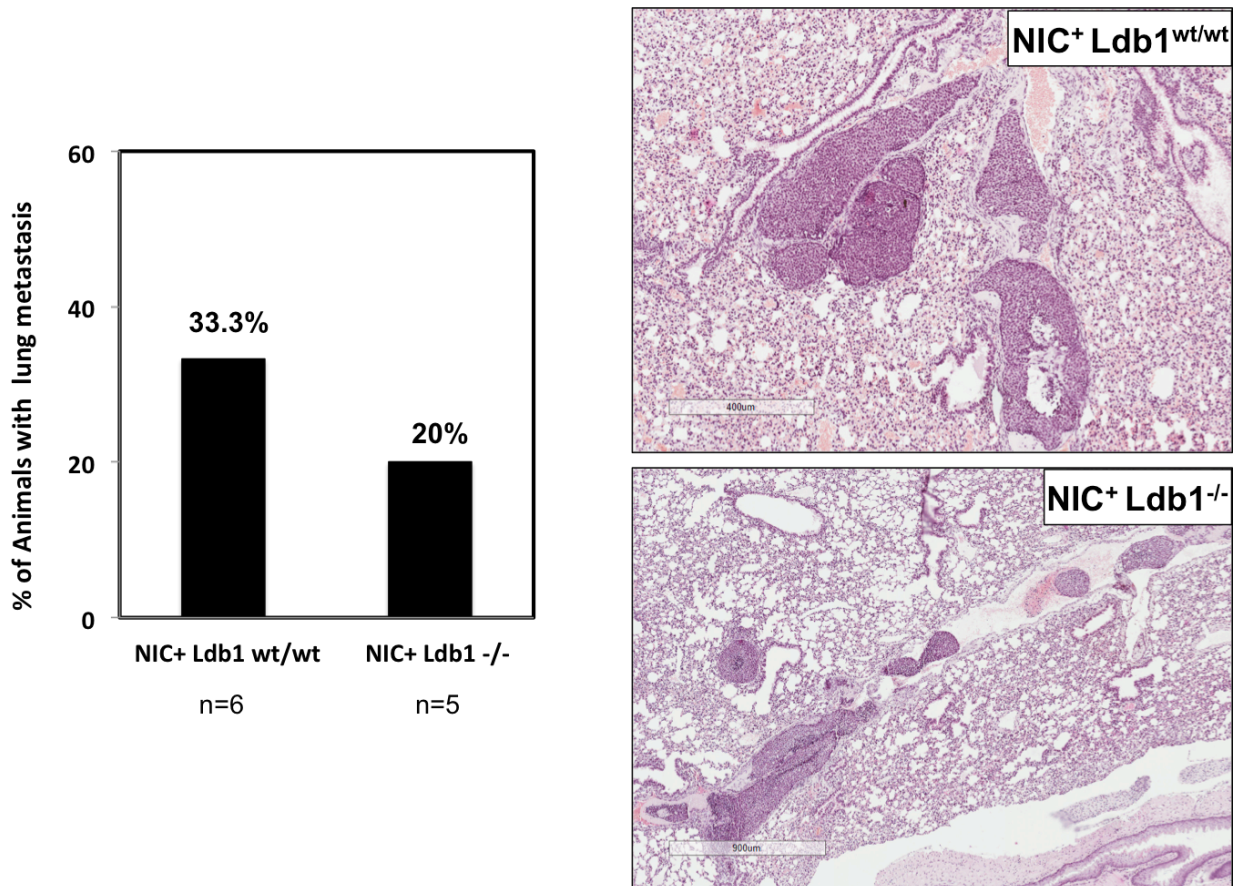 % of Animals with lung metastasis
60
40
20
0
33.3%
20%
NIC+ Ldb1 wt/wt
NIC+ Ldb1 -/-
n=6
n=5
NIC+ Ldb1wt/wt
400um
NIC+ Ldb1-/-
900um